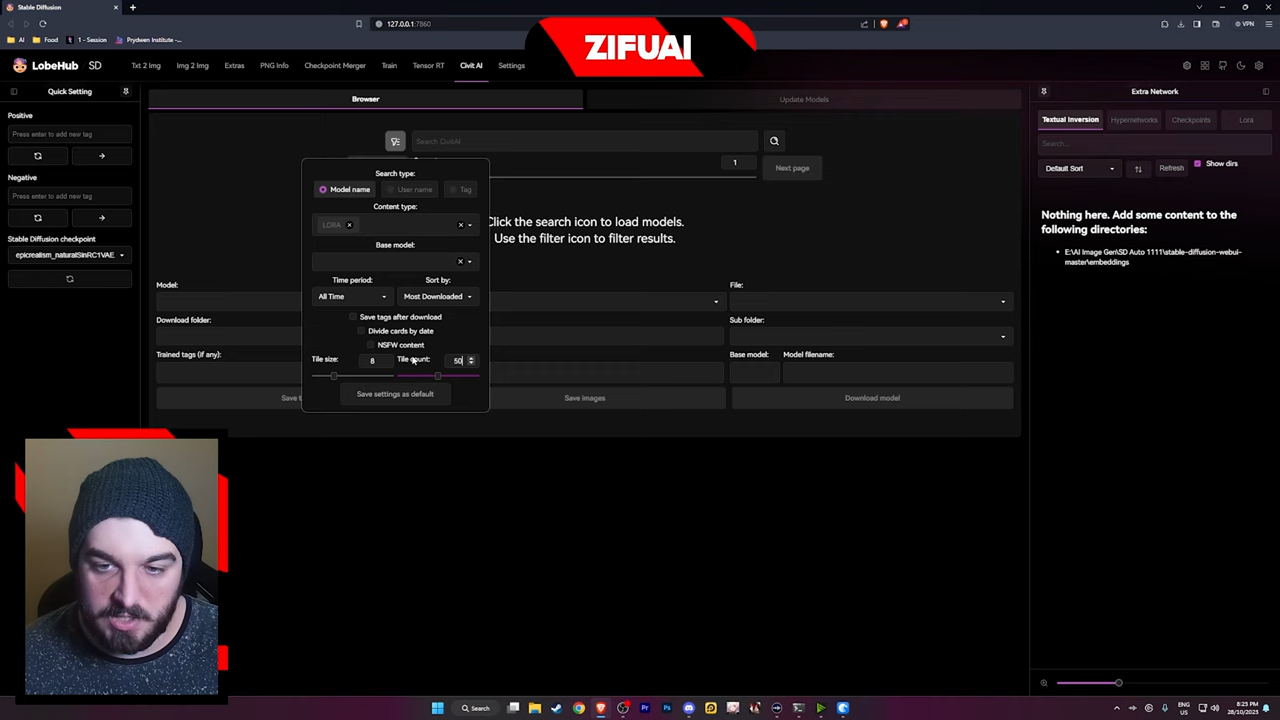 Stable Diffusion
127.0.0.1:7860
VPN
AI
Food
1 - Session
Prydwen Institute -...
ZIFUAI
LobeHub SD
Txt 2 Img
Img 2 Img
Extras
PNG Info
Checkpoint Merger
Train
Tensor RT
Civit AI
Settings
Quick Setting
Browser
Update Models
Extra Network
Positive
Press enter to add new tag
Negative
Press enter to add new tag
Stable Diffusion checkpoint
epicrealism_naturalSinRC1VAE
Search CivitAI
1
Next page
Search type:
Model name
User name
Tag
Content type:
LORA
Base model:
Time period:
Sort by:
All Time
Most Downloaded
Save tags after download
Divide cards by date
NSFW content
Tile size:
8
Tile count:
50
Save settings as default
Click the search icon to load models.
Use the filter icon to filter results.
Model:
File:
Download folder:
Sub folder:
Trained tags (if any):
Base model:
Model filename:
Save t
Save images
Download model
Textual Inversion
Hypernetworks
Checkpoints
Lora
Search...
Default Sort
Refresh
Show dirs
Nothing here. Add some content to the
following directories:
E:\AI Image Gen\SD Auto 1111\stable-diffusion-webui-
master\embeddings
Search
ENG
US
8:23 PM
28/10/2023